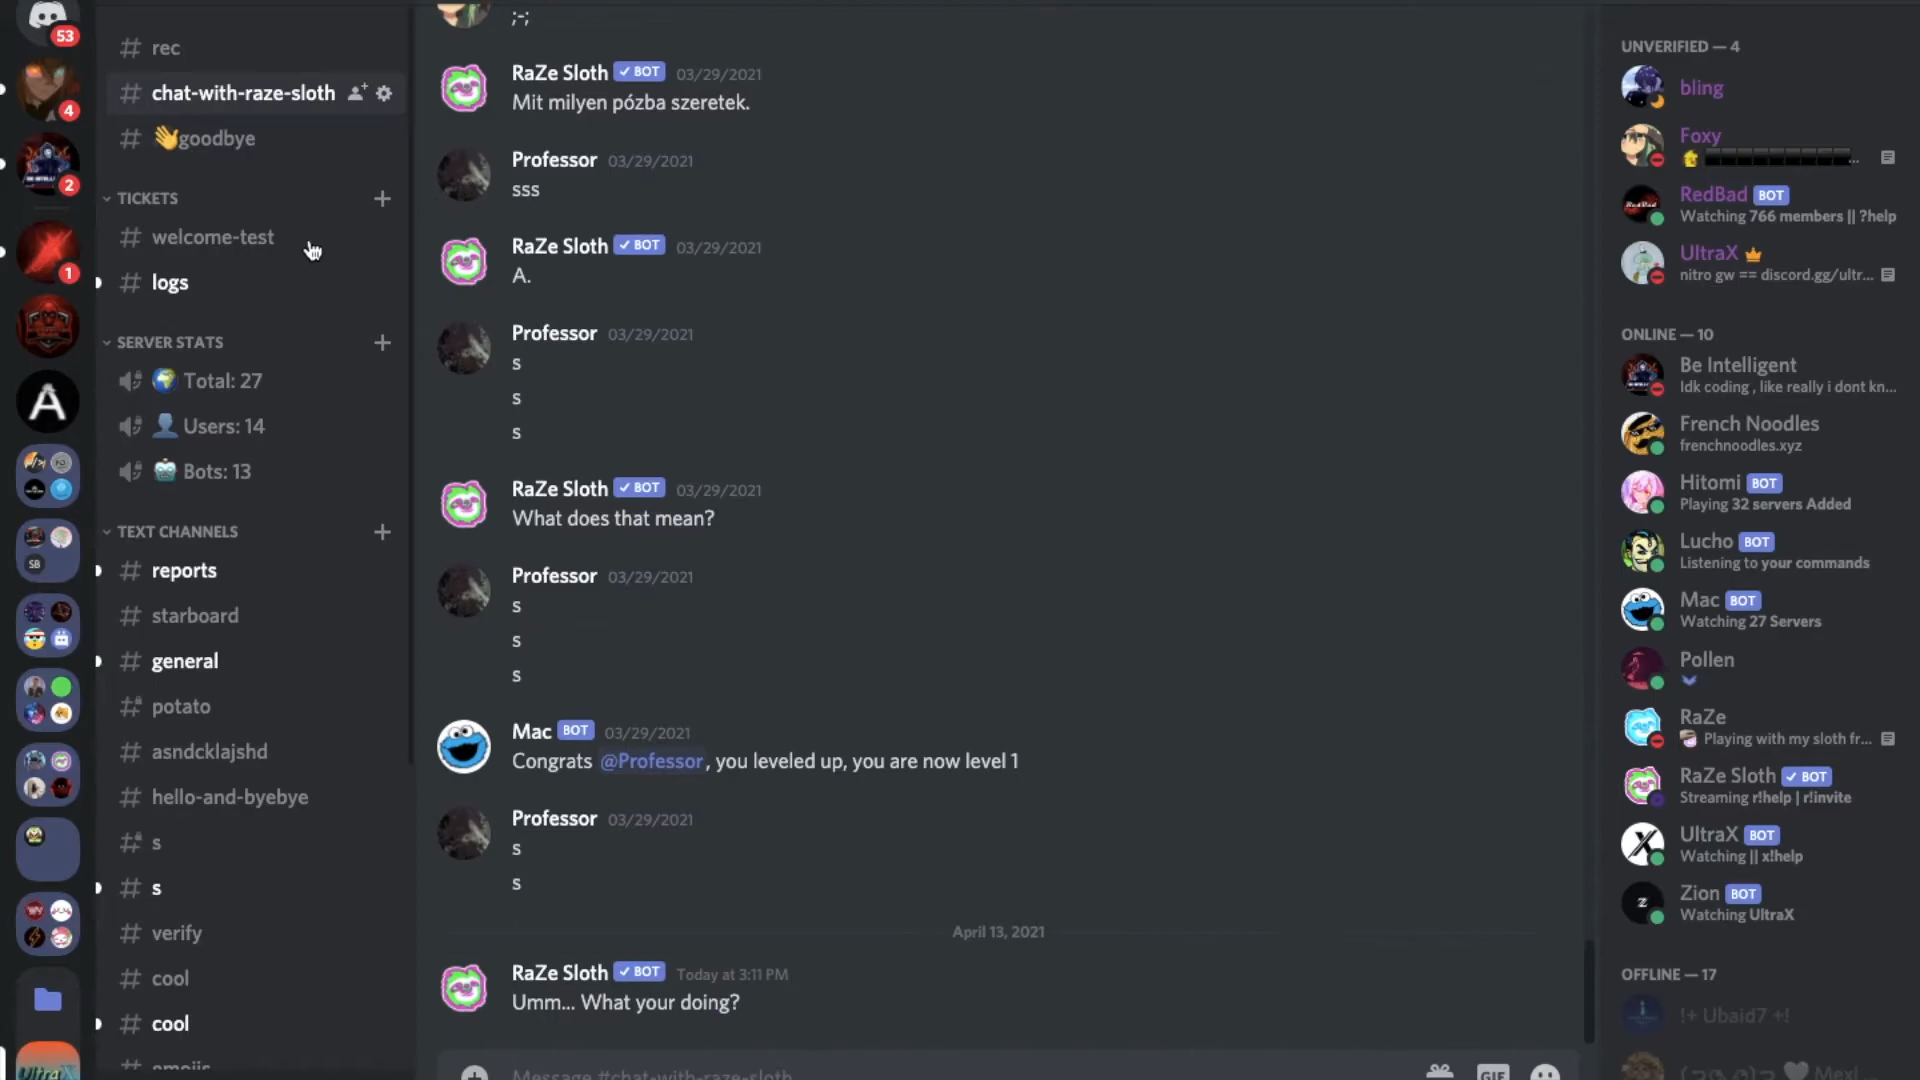 53
4
2
1
SB
rec
chat-with-raze-sloth
👋goodbye
TICKETS
welcome-test
logs
SERVER STATS
🌍 Total: 27
👤 Users: 14
🤖 Bots: 13
TEXT CHANNELS
reports
starboard
general
potato
asndcklajshd
hello-and-byebye
s
s
verify
cool
cool
emojis
UltraX
;-;
RaZe Sloth ✓ BOT 03/29/2021
Mit milyen pózba szeretek.
Professor 03/29/2021
sss
RaZe Sloth ✓ BOT 03/29/2021
A.
Professor 03/29/2021
s
s
s
RaZe Sloth ✓ BOT 03/29/2021
What does that mean?
Professor 03/29/2021
s
s
s
Mac BOT 03/29/2021
Congrats @Professor, you leveled up, you are now level 1
Professor 03/29/2021
s
s
April 13, 2021
RaZe Sloth ✓ BOT Today at 3:11 PM
Umm... What your doing?
Message #chat-with-raze-sloth
GIF
UNVERIFIED — 4
bling
Foxy
...
RedBad BOT
Watching 766 members || ?help
UltraX
nitro gw == discord.gg/ultr...
ONLINE — 10
Be Intelligent
Idk coding , like really i dont kn...
French Noodles
frenchnoodles.xyz
Hitomi BOT
Playing 32 servers Added
Lucho BOT
Listening to your commands
Mac BOT
Watching 27 Servers
Pollen
RaZe
Playing with my sloth fr...
RaZe Sloth ✓ BOT
Streaming r!help | r!invite
UltraX BOT
Watching || x!help
Zion BOT
Watching UltraX
OFFLINE — 17
!+ Ubaid7 +!